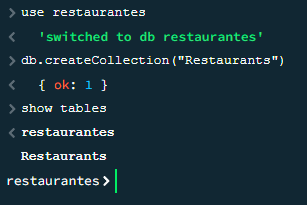 > use restaurantes
< 'switched to db restaurantes'
> db.createCollection("Restaurants")
< { ok: 1 }
> show tables
< restaurantes
Restaurants
restaurantes>